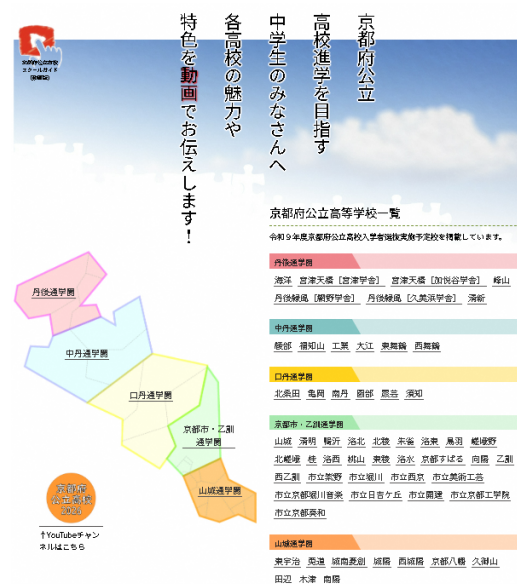 京都府公立
高校進学を目指す
中学生のみなさんへ
各高校の魅力や
特色を動画でお伝えします！
京都府公立高校
スクールガイド
京都府公立高等学校一覧
令和９年度京都府公立高校入学者選抜実施予定校を掲載しています。
丹後通学圏
海洋 宮津天橋［宮津学舎］ 宮津天橋［加悦谷学舎］ 峰山
丹後緑風［網野学舎］ 丹後緑風［久美浜学舎］ 清新
中丹通学圏
綾部 福知山 工業 大江 東舞鶴 西舞鶴
口丹通学圏
北桑田 亀岡 南丹 園部 農芸 須知
京都市・乙訓通学圏
山城 清明 鴨沂 洛北 北稜 朱雀 洛東 鳥羽 嵯峨野
北嵯峨 桂 洛西 桃山 東稜 洛水 京都すばる 向陽 乙訓
西乙訓 市立紫野 市立堀川 市立西京 市立美術工芸
市立京都堀川音楽 市立日吉ケ丘 市立開建 市立京都工学院
市立京都奏和
山城通学圏
東宇治 莵道 城南菱創 城陽 西城陽 京都八幡 久御山
田辺 木津 南陽
丹後通学圏
中丹通学圏
口丹通学圏
京都市・乙訓
通学圏
山城通学圏
京都府
公立高校
↑YouTubeチャン
ネルはこちら